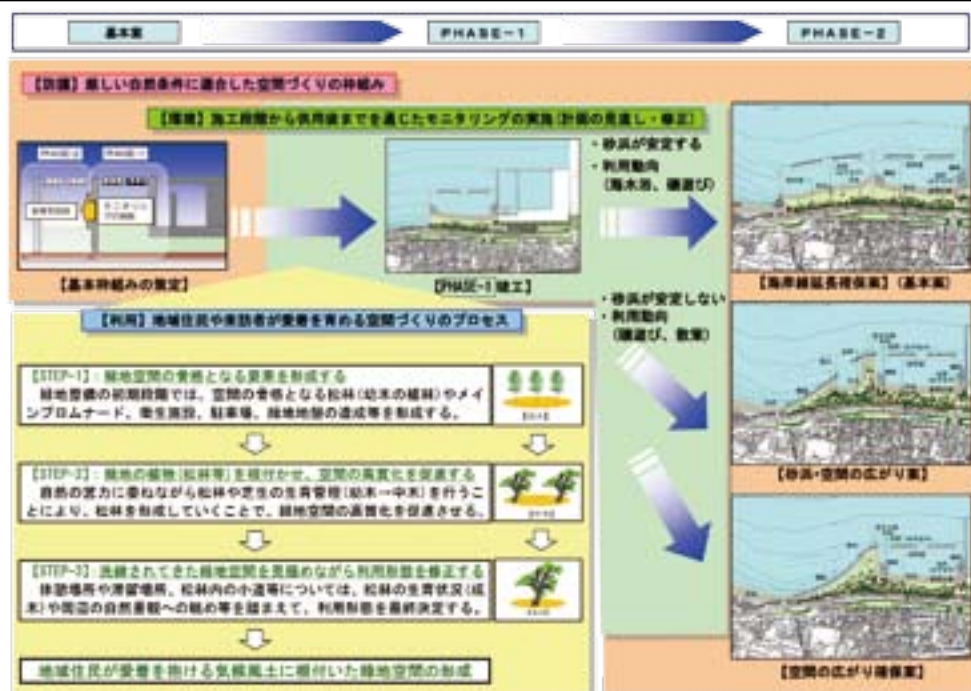 基本案
PHASE-1
PHASE-2
【防護】厳しい自然条件に適合した空間づくりの枠組み
【環境】施工段階から供用後までを通じたモニタリングの実施(計画の見直し・修正)
PHASE-2
PHASE-1
【基本枠組みの策定】
【PHASE-1竣工】
・砂浜が安定する
・利用動向
(海水浴、磯遊び)
・砂浜が安定しない
・利用動向
(磯遊び、散策)
【海岸線延長確保案】(基本案)
【砂浜・空間の広がり案】
【空間の広がり確保案】
【利用】地域住民や来訪者が愛着を育める空間づくりのプロセス
【STEP-1】:緑地空間の骨格となる要素を形成する
緑地整備の初期段階では、空間の骨格となる松林(幼木の植林)やメイ
ンプロムナード、衛生施設、駐車場、緑地地盤の造成等を形成する。
【STEP-2】:緑地の植物(松林等)を根付かせ、空間の高質化を促進する
自然の営力に委ねながら松林や芝生の生育管理(幼木→中木)を行うこ
とにより、松林を形成していくことで、緑地空間の高質化を促進させる。
【STEP-3】:洗練されてきた緑地空間を見極めながら利用形態を修正する
休憩場所や滞留場所、松林内の小道等については、松林の生育状況(成
木)や周辺の自然景観への眺め等を踏まえて、利用形態を最終決定する。
地域住民が愛着を抱ける気候風土に根付いた緑地空間の形成